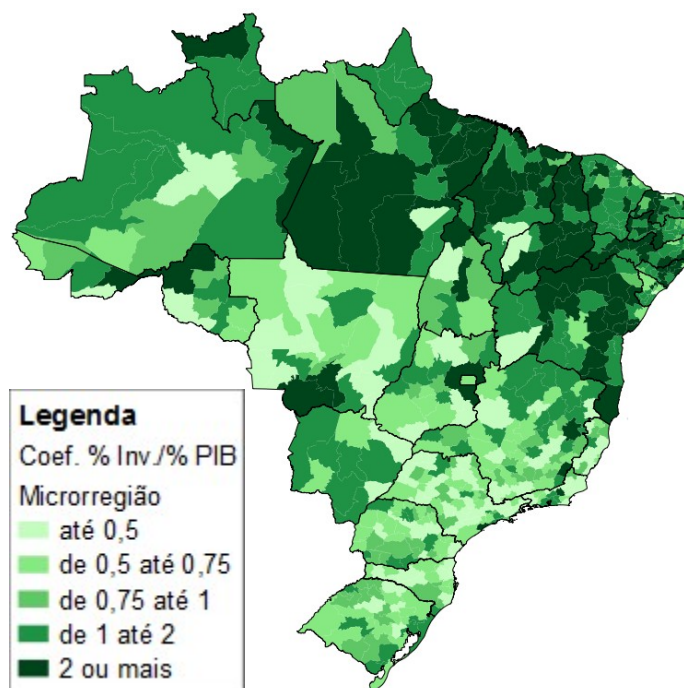 Legenda
Coef. % Inv./% PIB
Microrregião
até 0,5
de 0,5 até 0,75
de 0,75 até 1
de 1 até 2
2 ou mais